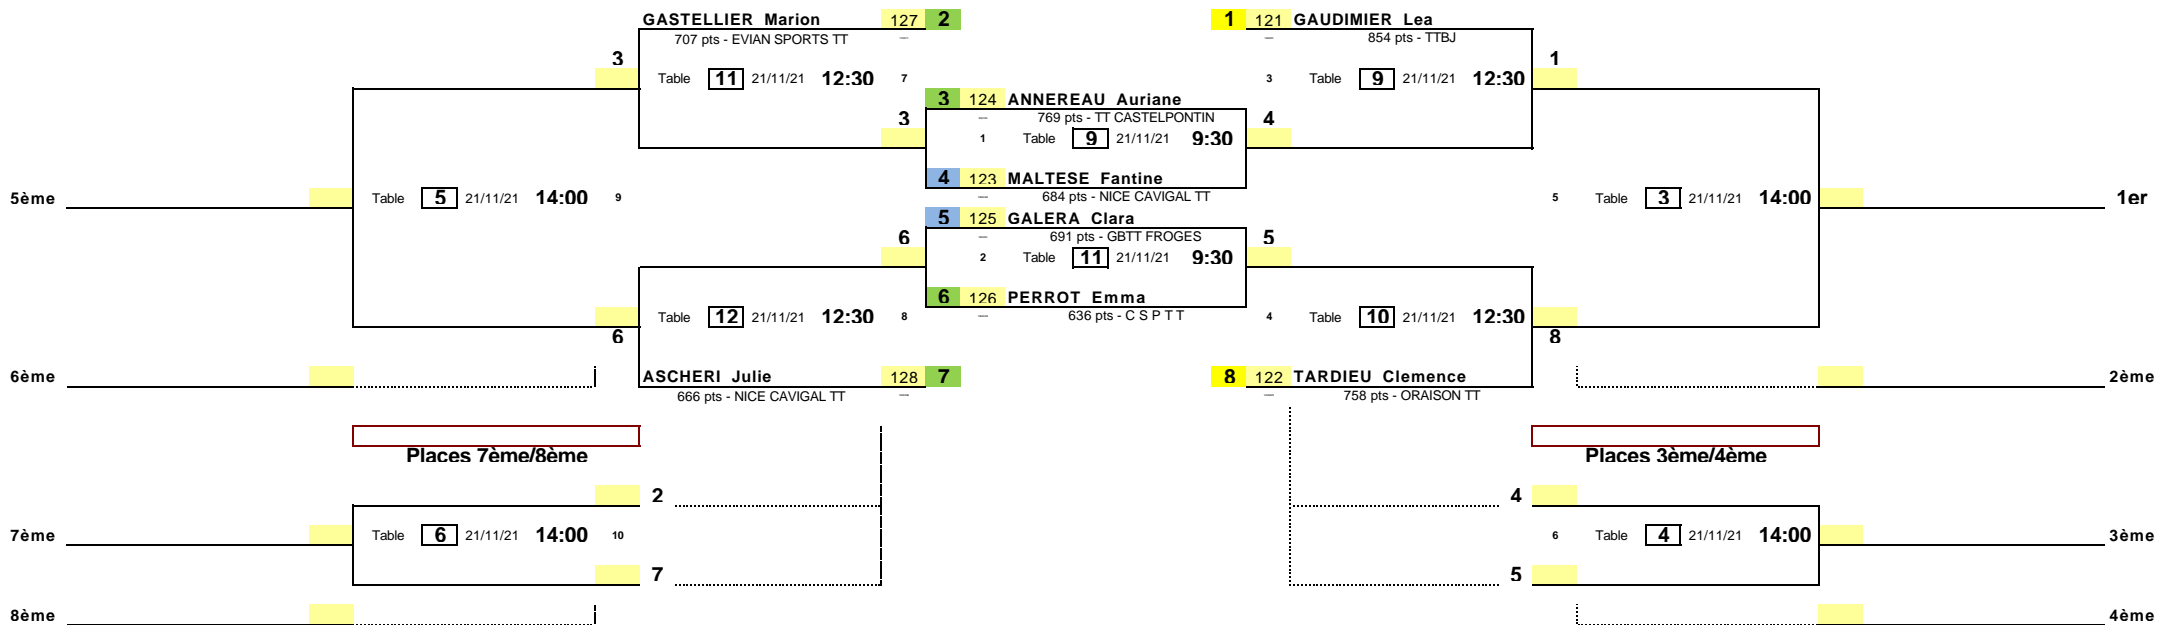 GASTELLIER Marion 127 2 1 121 GAUDIMIER Lea
707 pts - EVIAN SPORTS TT — — 854 pts - TTBJ
3 1
Table 11 21/11/21 12:30 7 3 Table 9 21/11/21 12:30
3 124 ANNEREAU Auriane
3 — 769 pts - TT CASTELPONTIN 4
1 Table 9 21/11/21 9:30
4 123 MALTESE Fantine
5ème Table 5 21/11/21 14:00 9 — 684 pts - NICE CAVIGAL TT 5 Table 3 21/11/21 14:00 1er
5 125 GALERA Clara
6 — 691 pts - GBTT FROGES 5
2 Table 11 21/11/21 9:30
6 126 PERROT Emma
Table 12 21/11/21 12:30 8 — 636 pts - C S P T T 4 Table 10 21/11/21 12:30
6 8
6ème ASCHERI Julie 128 7 8 122 TARDIEU Clemence 2ème
666 pts - NICE CAVIGAL TT — — 758 pts - ORAISON TT
Places 7ème/8ème Places 3ème/4ème
2 4
7ème Table 6 21/11/21 14:00 10 6 Table 4 21/11/21 14:00 3ème
7 5
8ème 4ème